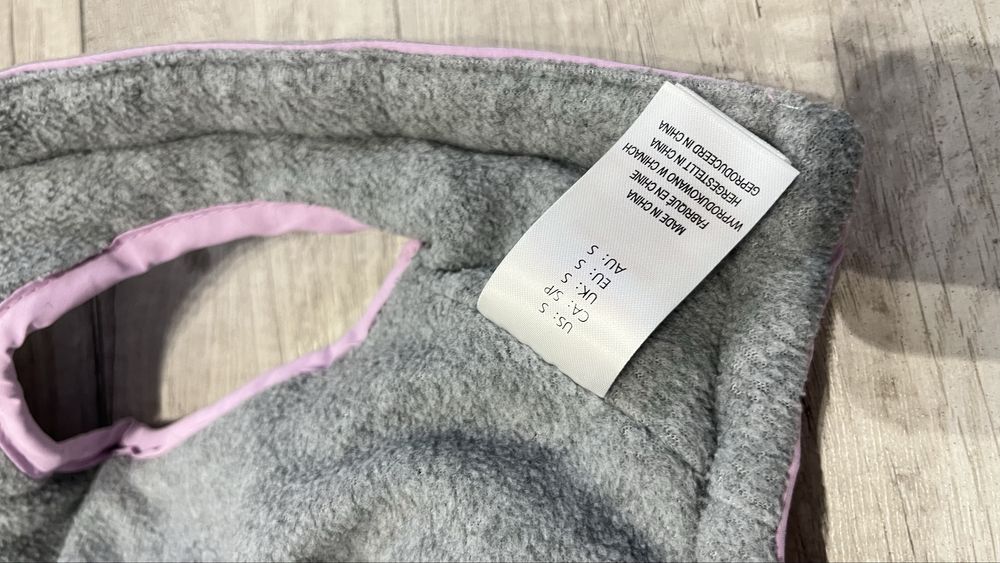 US: S
CA: S/P
UK: S
EU: S
AU: S
MADE IN CHINA
FABRIQUÉ EN CHINE
WYPRODUKOWANO W CHINACH
HERGESTELLT IN CHINA
GEPRODUCEERD IN CHINA